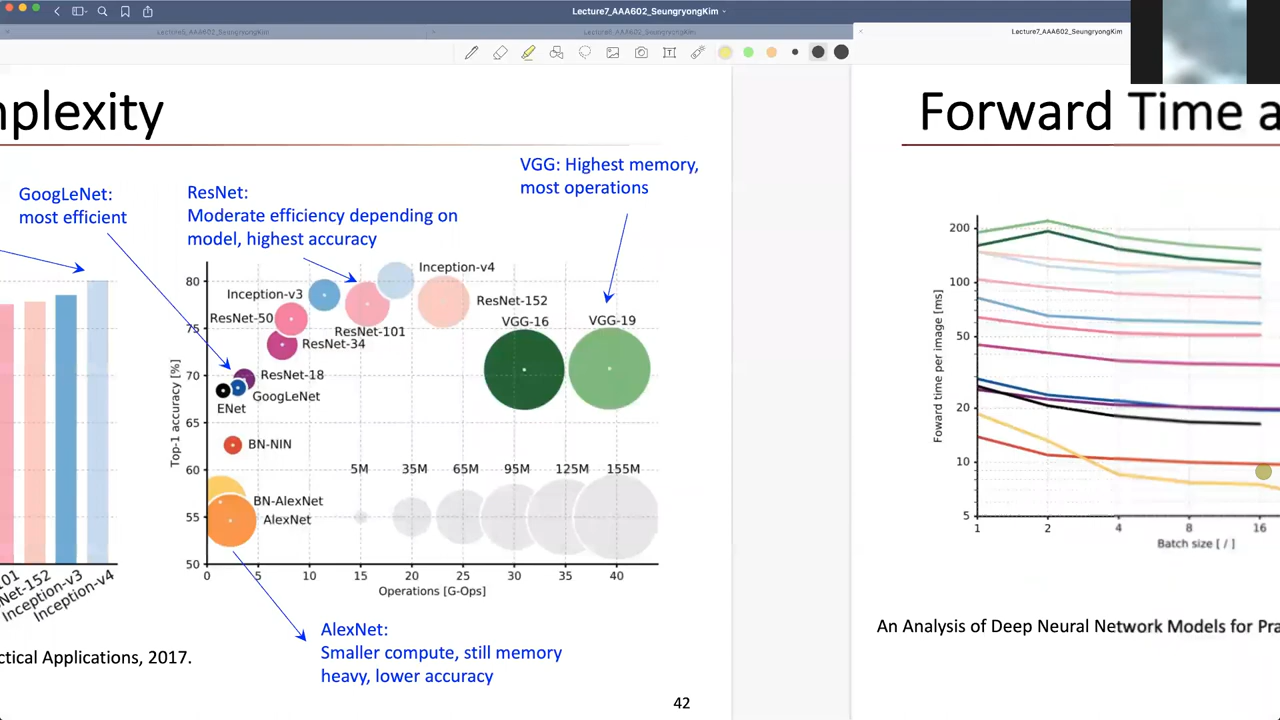 Lecture7_AAA602_SeungryongKim
Lecture5_AAA602_SeungryongKim
Lecture6_AAA602_SeungryongKim
Lecture7_AAA602_SeungryongKim
mplexity
GoogLeNet:
most efficient
ResNet:
Moderate efficiency depending on
model, highest accuracy
VGG: Highest memory,
most operations
Top-1 accuracy [%]
80
75
70
65
60
55
50
Inception-v4
Inception-v3
ResNet-152
ResNet-50
VGG-16
VGG-19
ResNet-101
ResNet-34
ResNet-18
GoogLeNet
ENet
BN-NIN
5M 35M 65M 95M 125M 155M
BN-AlexNet
AlexNet
0 5 10 15 20 25 30 35 40
Operations [G-Ops]
101
Net-152
Inception-v3
Inception-v4
AlexNet:
Smaller compute, still memory
heavy, lower accuracy
ctical Applications, 2017.
42
Forward Time a
Foward time per image [ms]
200
100
50
20
10
5
1 2 4 8 16
Batch size [ / ]
An Analysis of Deep Neural Network Models for Pra